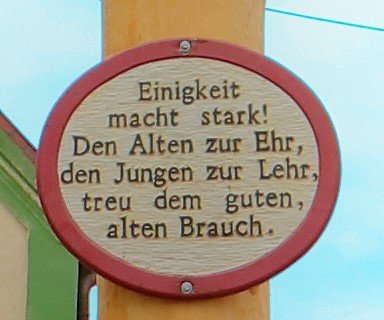 Einigkeit
macht stark!
Den Alten zur Ehr,
den Jungen zur Lehr,
treu dem guten,
alten Brauch.